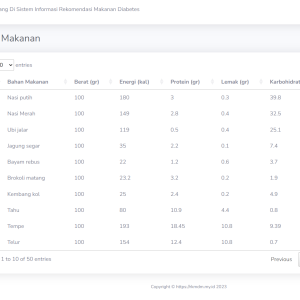 ang Di Sistem Informasi Rekomendasi Makanan Diabetes
Makanan
0 entries
Bahan Makanan Berat (gr) Energi (kal) Protein (gr) Lemak (gr) Karbohidrat
Nasi putih 100 180 3 0.3 39.8
Nasi Merah 100 149 2.8 0.4 32.5
Ubi jalar 100 119 0.5 0.4 25.1
Jagung segar 100 35 2.2 0.1 7.4
Bayam rebus 100 22 1.2 0.6 3.7
Brokoli matang 100 23.2 3.2 0.2 1.9
Kembang kol 100 25 2.4 0.2 4.9
Tahu 100 80 10.9 4.4 0.8
Tempe 100 193 18.45 10.8 9.39
Telur 100 154 12.4 10.8 0.7
1 to 10 of 50 entries Previous